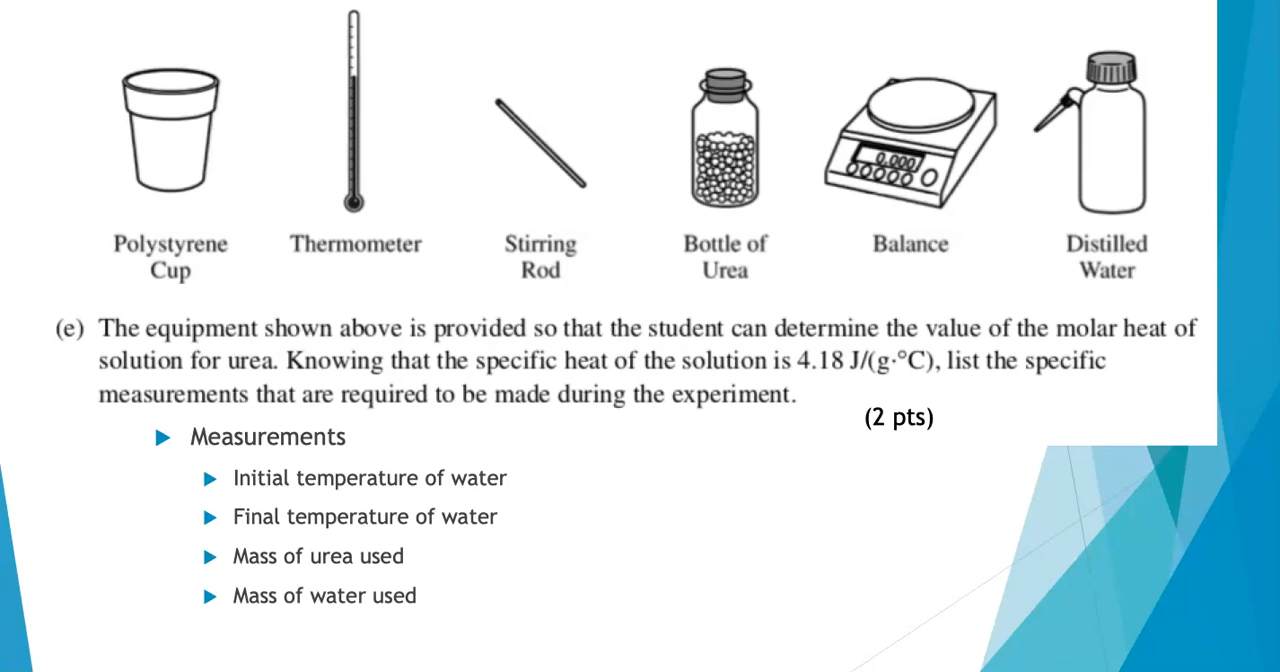 0.000
Polystyrene Cup
Thermometer
Stirring Rod
Bottle of Urea
Balance
Distilled Water
(e) The equipment shown above is provided so that the student can determine the value of the molar heat of
solution for urea. Knowing that the specific heat of the solution is 4.18 J/(g·°C), list the specific
measurements that are required to be made during the experiment.
(2 pts)
Measurements
Initial temperature of water
Final temperature of water
Mass of urea used
Mass of water used